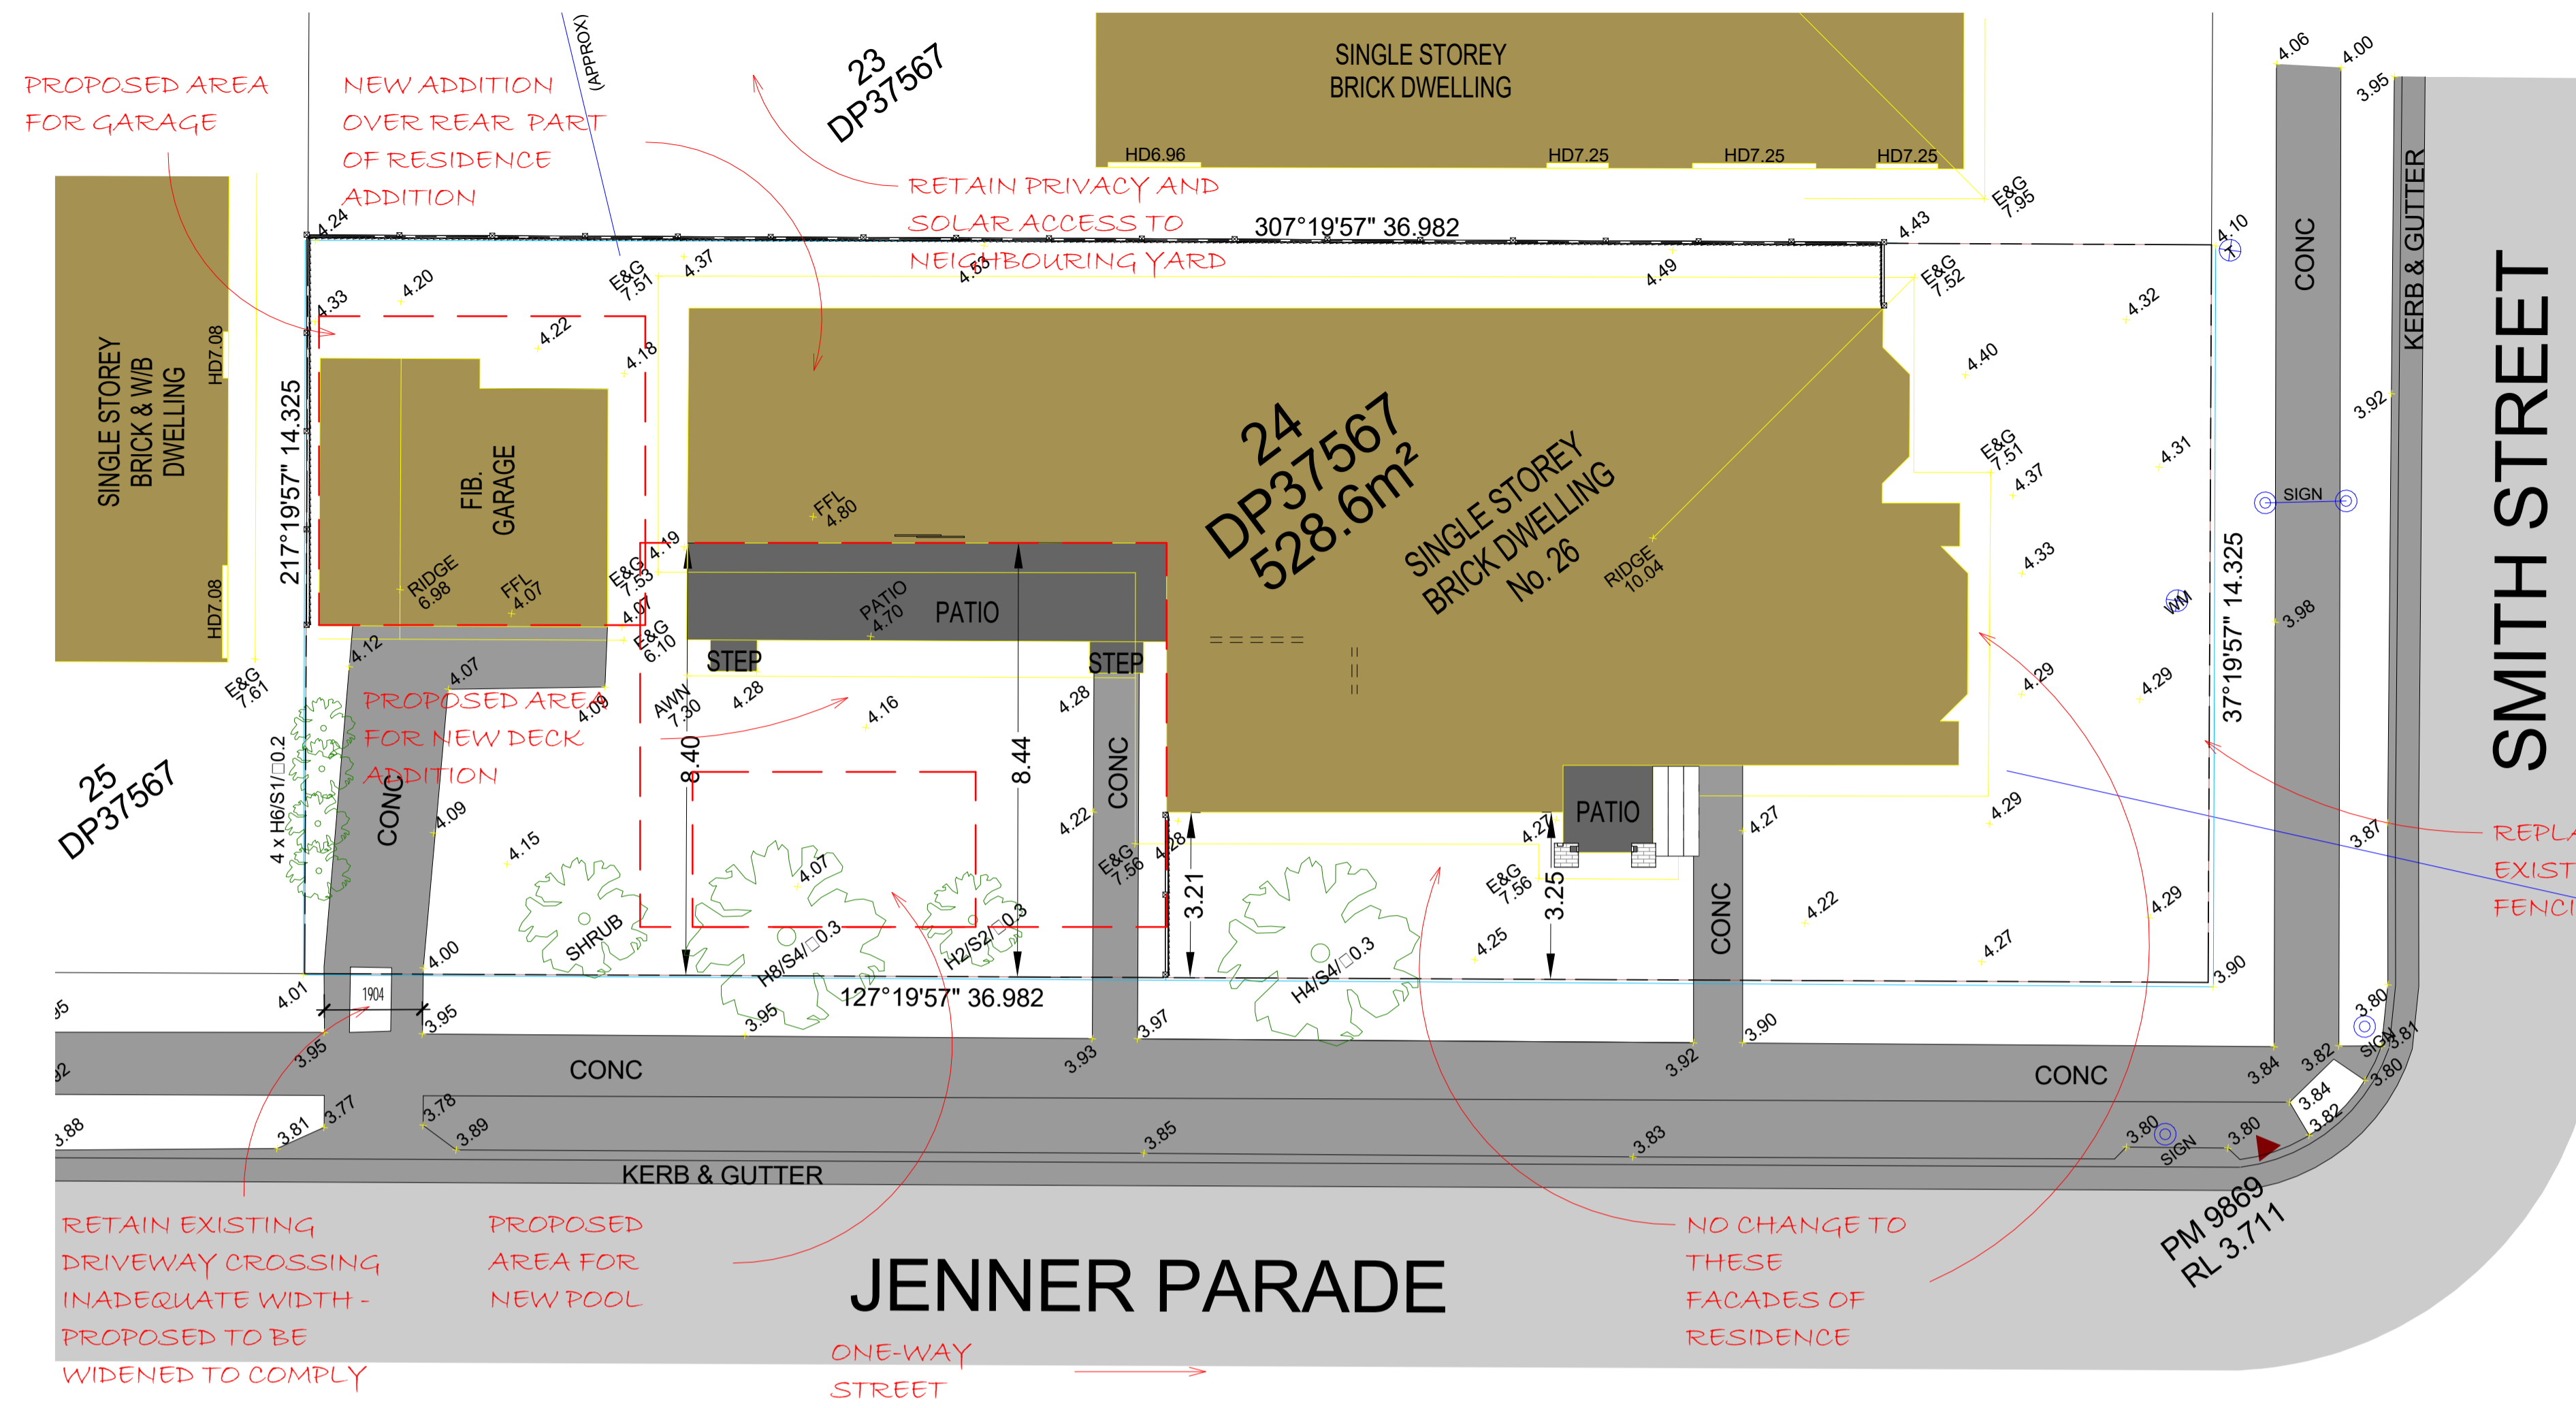 PROPOSED AREA
FOR GARAGE
NEW ADDITION
OVER REAR PART
OF RESIDENCE
ADDITION
(APPROX)
23
DP37567
RETAIN PRIVACY AND
SOLAR ACCESS TO
NEIGHBOURING YARD
SINGLE STOREY
BRICK DWELLING
HD6.96
HD7.25
HD7.25
HD7.25
E&G
7.95
4.06
4.00
3.95
CONC
KERB & GUTTER
SMITH STREET
4.24
307°19'57" 36.982
4.43
4.10
T
4.33
4.20
4.22
4.18
E&G
7.51
4.37
4.53
4.49
E&G
7.52
4.32
4.40
3.92
SINGLE STOREY
BRICK & W/B
DWELLING
HD7.08
HD7.08
E&G
7.61
217°19'57" 14.325
FIB.
GARAGE
RIDGE
6.98
FFL
4.07
E&G
7.53
4.19
4.07
E&G
6.10
FFL
4.80
24
DP37567
528.6m²
SINGLE STOREY
BRICK DWELLING
No. 26
RIDGE
10.04
E&G
7.51
4.37
4.31
SIGN
4.33
WM
37°19'57" 14.325
3.98
4.29
4.29
PATIO
4.70
PATIO
STEP
STEP
4.12
4.07
4.09
PROPOSED AREA
FOR NEW DECK
ADDITION
AWN
7.30
4.28
4.16
4.28
8.40
8.44
CONC
4.22
E&G
7.56
4.28
3.21
4.27
3.25
PATIO
E&G
7.56
4.27
4.29
3.87
REPLA
EXIST
FENCI
25
DP37567
4 x H6/S1/□0.2
CONC
4.09
4.15
4.07
SHRUB
H8/S4/□0.3
H2/S2/□0.3
H4/S4/□0.3
4.25
CONC
4.22
4.27
4.29
3.90
4.00
4.01
1904
127°19'57" 36.982
95
3.95
3.95
3.95
3.93
3.97
3.92
3.90
3.84
3.82
3.80
SIGN
3.81
3.80
92
CONC
CONC
3.84
3.82
3.88
3.81
3.77
3.78
3.89
3.85
3.83
3.80
SIGN
3.80
KERB & GUTTER
PM 9869
RL 3.711
RETAIN EXISTING
DRIVEWAY CROSSING
INADEQUATE WIDTH -
PROPOSED TO BE
WIDENED TO COMPLY
PROPOSED
AREA FOR
NEW POOL
JENNER PARADE
ONE-WAY
STREET
NO CHANGE TO
THESE
FACADES OF
RESIDENCE